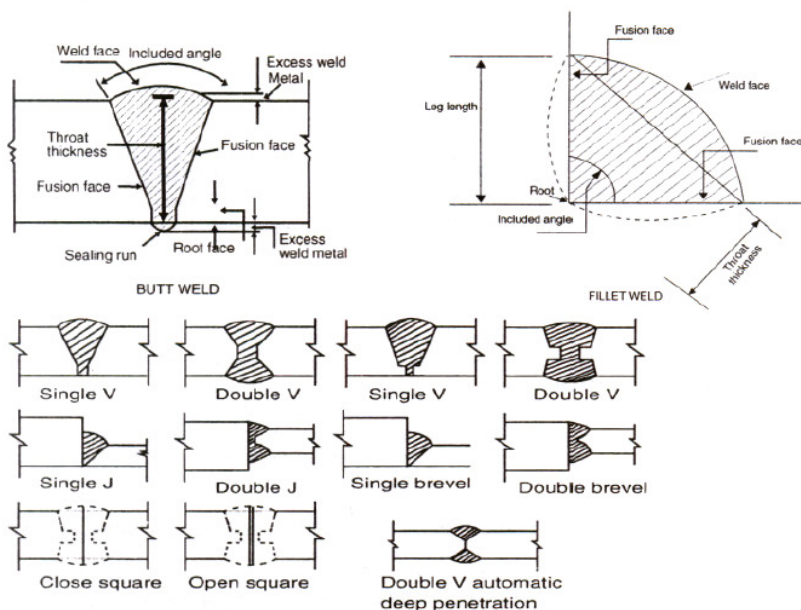 Weld face
Included angle
Excess weld
Metal
Throat
thickness
Fusion face
Fusion face
Sealing run
Root face
Excess
weld metal
BUTT WELD
Fusion face
Weld face
Leg length
Fusion face
Root
Included angle
Throat
thickness
FILLET WELD
Single V
Double V
Single V
Double V
Single J
Double J
Single brevel
Double brevel
Close square
Open square
Double V automatic
deep penetration